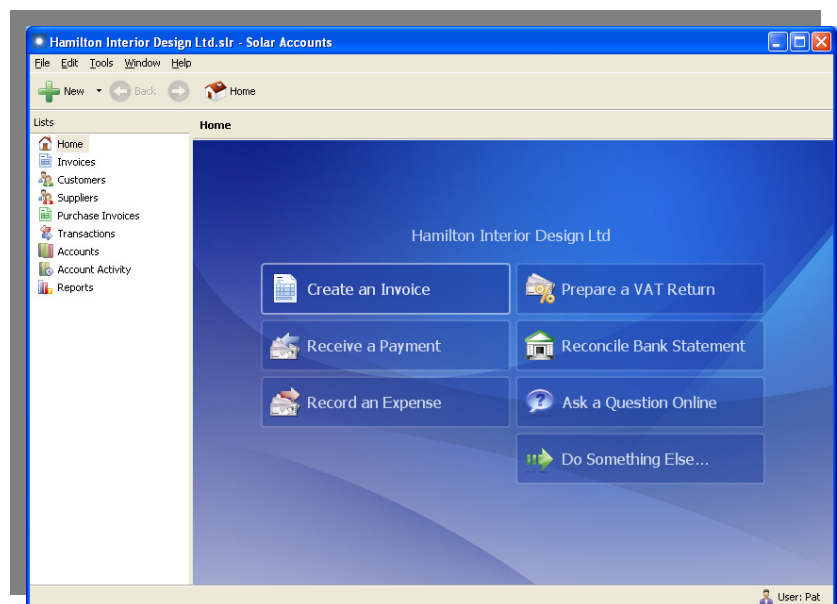 Hamilton Interior Design Ltd.slr - Solar Accounts
File Edit Tools Window Help
New Back Home
Lists
Home
Home
Invoices
Customers
Suppliers
Purchase Invoices
Transactions
Accounts
Account Activity
Reports
Hamilton Interior Design Ltd
Create an Invoice
Prepare a VAT Return
Receive a Payment
Reconcile Bank Statement
Record an Expense
Ask a Question Online
Do Something Else...
User: Pat